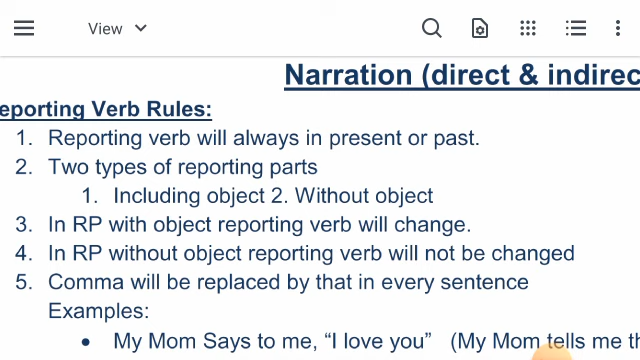 View
Narration (direct & indirec
eporting Verb Rules:
1. Reporting verb will always in present or past.
2. Two types of reporting parts
1. Including object 2. Without object
3. In RP with object reporting verb will change.
4. In RP without object reporting verb will not be changed
5. Comma will be replaced by that in every sentence
Examples:
• My Mom Says to me, “I love you” (My Mom tells me th